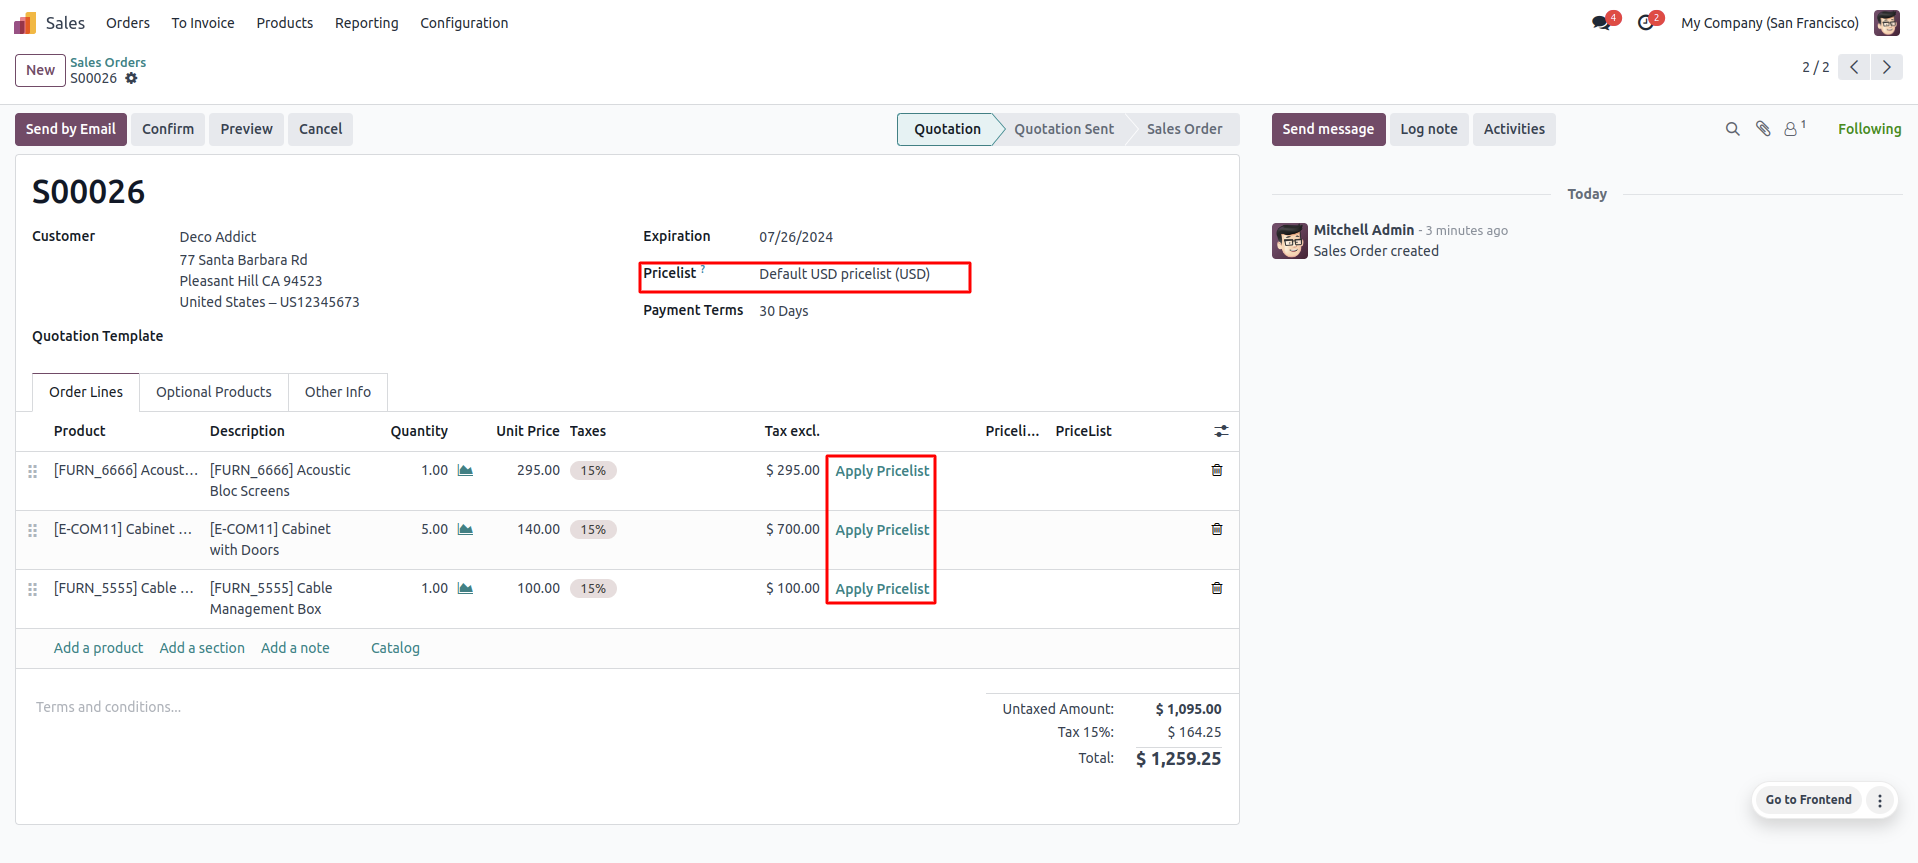 Sales Orders To Invoice Products Reporting Configuration 4 2 My Company (San Francisco)
New Sales Orders
S00026 2 / 2
Send by Email Confirm Preview Cancel Quotation Quotation Sent Sales Order Send message Log note Activities 1 Following
S00026
Today
Customer Deco Addict Expiration 07/26/2024
Mitchell Admin - 3 minutes ago
Sales Order created
77 Santa Barbara Rd
Pleasant Hill CA 94523 Pricelist ? Default USD pricelist (USD)
United States – US12345673 Payment Terms 30 Days
Quotation Template
Order Lines Optional Products Other Info
Product Description Quantity Unit Price Taxes Tax excl. Priceli... PriceList
[FURN_6666] Acoust... [FURN_6666] Acoustic 1.00 295.00 15% $ 295.00 Apply Pricelist
Bloc Screens
[E-COM11] Cabinet ... [E-COM11] Cabinet 5.00 140.00 15% $ 700.00 Apply Pricelist
with Doors
[FURN_5555] Cable ... [FURN_5555] Cable 1.00 100.00 15% $ 100.00 Apply Pricelist
Management Box
Add a product Add a section Add a note Catalog
Terms and conditions... Untaxed Amount: $ 1,095.00
Tax 15%: $ 164.25
Total: $ 1,259.25
Go to Frontend